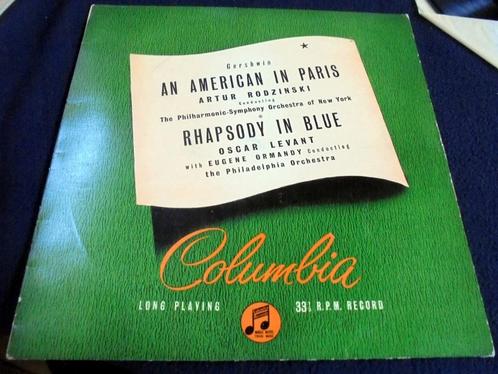 Gershwin
AN AMERICAN IN PARIS
ARTUR RODZINSKI
Conducting
The Philharmonic-Symphony Orchestra of New York
RHAPSODY IN BLUE
OSCAR LEVANT
with EUGENE ORMANDY Conducting
the Philadelphia Orchestra
Columbia
LONG PLAYING
33⅓ R.P.M. RECORD